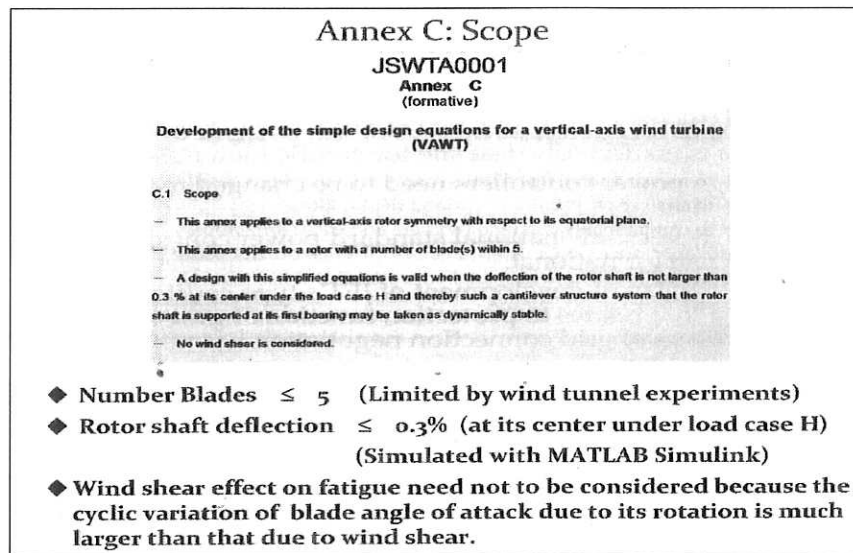 Annex C: Scope
JSWTA0001
Annex C
(formative)
Development of the simple design equations for a vertical-axis wind turbine
(VAWT)
C.1 Scope
— This annex applies to a vertical-axis rotor symmetry with respect to its equatorial plane.
— This annex applies to a rotor with a number of blade(s) within 5.
— A design with this simplified equations is valid when the deflection of the rotor shaft is not larger than
0.3 % at its center under the load case H and thereby such a cantilever structure system that the rotor
shaft is supported at its first bearing may be taken as dynamically stable.
— No wind shear is considered.
◆ Number Blades ≤ 5 (Limited by wind tunnel experiments)
◆ Rotor shaft deflection ≤ 0.3% (at its center under load case H)
(Simulated with MATLAB Simulink)
◆ Wind shear effect on fatigue need not to be considered because the
cyclic variation of blade angle of attack due to its rotation is much
larger than that due to wind shear.